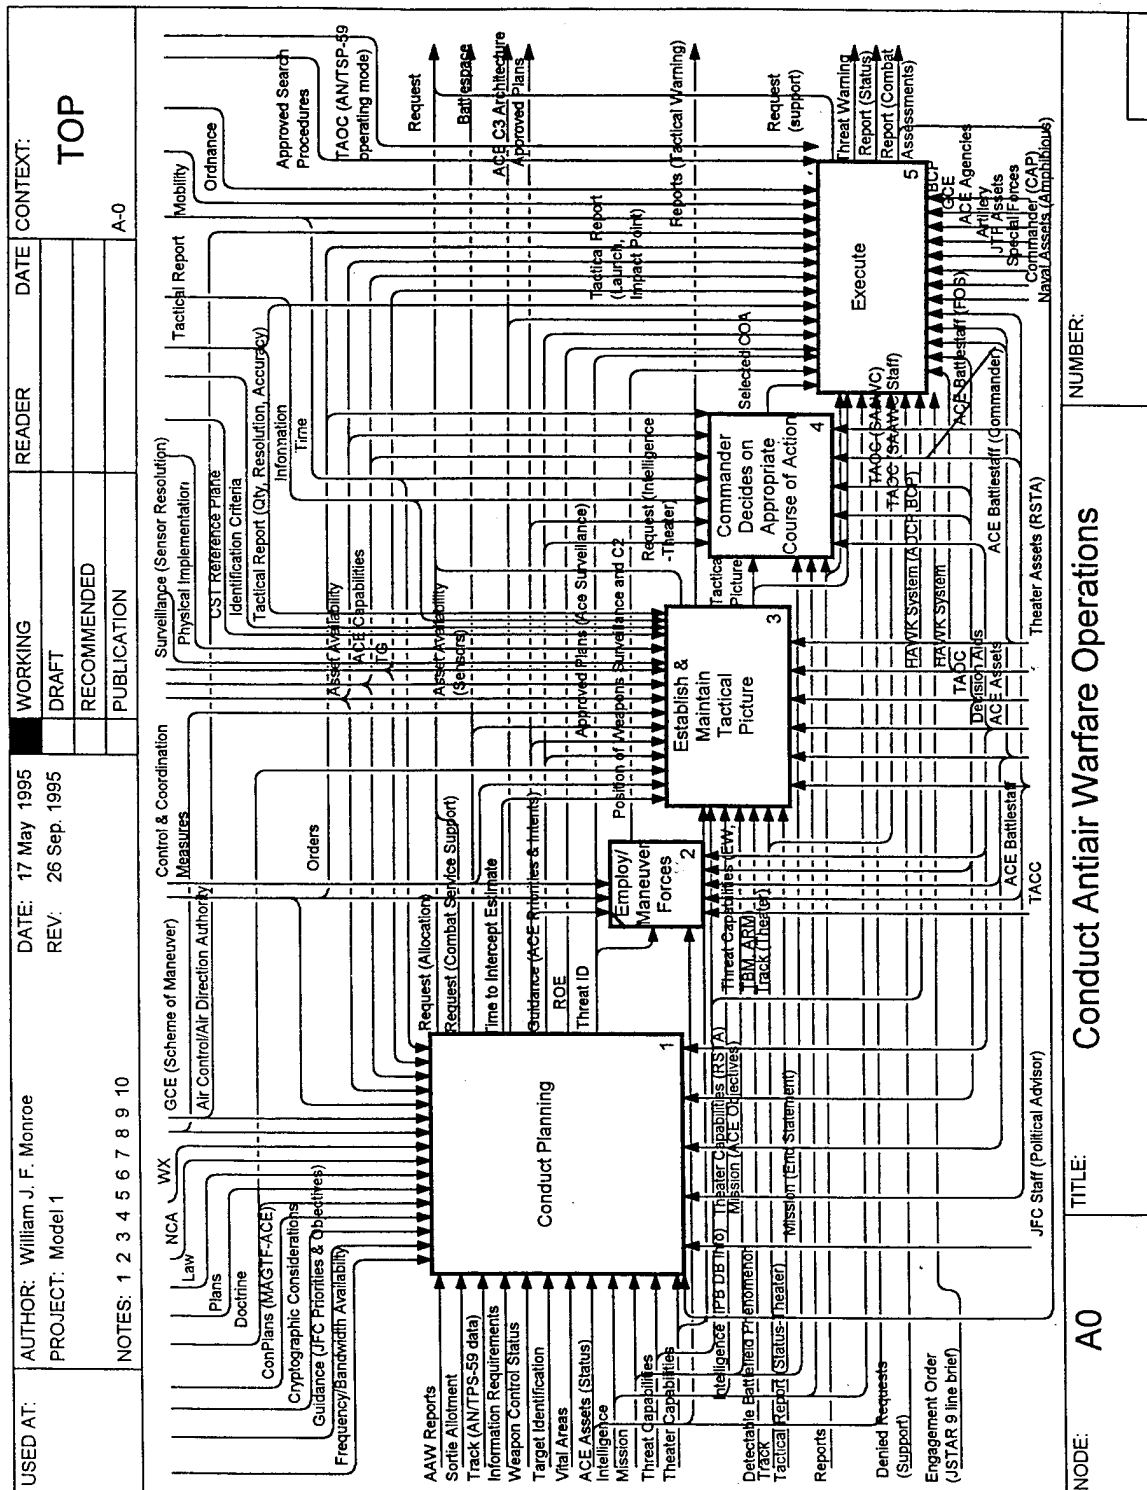 USED AT:
AUTHOR: William J. F. Monroe
DATE: 17 May 1995
PROJECT: Model 1
REV: 26 Sep. 1995
NOTES: 1 2 3 4 5 6 7 8 9 10
WORKING
DRAFT
RECOMMENDED
PUBLICATION
READER
DATE
CONTEXT:
TOP
A-0
Frequency/Bandwidth Availability
Guidance (JFC Priorities & Objectives)
Cryptographic Considerations
ConPlans (MAGTF-ACE)
Doctrine
Plans
Law
NCA
WX
GCE (Scheme of Maneuver)
Air Control/Air Direction Authority
Control & Coordination
Measures
Orders
Surveillance (Sensor Resolution)
Physical Implementation
CST Reference Plane
Identification Criteria
Tactical Report (Qty, Resolution, Accuracy)
Information
Time
Tactical Report
Mobility
Ordnance
Approved Search
Procedures
TAOC (AN/TSP-59
operating mode)
Asset Availability
ACE Capabilities
TG
Asset Availability
(Sensors)
Request (Allocation)
Request (Combat Service Support)
Time to Intercept Estimate
Guidance (ACE Priorities & Intents)
ROE
Threat ID
Approved Plans (Ace Surveillance)
Position of Weapons Surveillance and C2
Request (Intelligence
-Theater)
Tactical
Picture
Selected COA
Tactical Report
(Launch,
Impact Point)
Request
Battlespace
ACE C3 Architecture
Approved Plans
Reports (Tactical Warning)
Request
(support)
Threat Warning
Report (Status)
Report (Combat
Assessments)
Conduct Planning
1
Employ/
Maneuver
Forces
2
Establish &
Maintain
Tactical
Picture
3
Commander
Decides on
Appropriate
Course of Action
4
Execute
5
AAW Reports
Sortie Allotment
Track (AN/TPS-59 data)
Information Requirements
Weapon Control Status
Target Identification
Vital Areas
ACE Assets (Status)
Intelligence
Mission
Threat Capabilities
Theater Capabilities
Detectable Battlefield Phenomenon
Track
Tactical Report (Status-Theater)
Reports
Denied Requests
(Support)
Engagement Order
(JSTAR 9 line brief)
Intelligence (IPB DB Info)
Theater Capabilities (RSTA)
Mission (ACE Objectives)
Mission (End Statement)
Threat Capabilities (EW,
TBM, ARM)
Track (Theater)
TAOC (SAAWC)
TAOC (SAAWC Staff)
HAWK System (ADCP, BCP)
HAWK System
TAOC
Decision Aids
ACE Assets
ACE Battlestaff (FOS)
ACE Battlestaff (Commander)
ACE Battlestaff
TACC
Theater Assets (RSTA)
JFC Staff (Political Advisor)
BCP
GCE
ACE Agencies
Artillery
JTF Assets
Special Forces
Commander (CAP)
Naval Assets (Amphibious)
NODE:
A0
TITLE:
Conduct Antiair Warfare Operations
NUMBER: